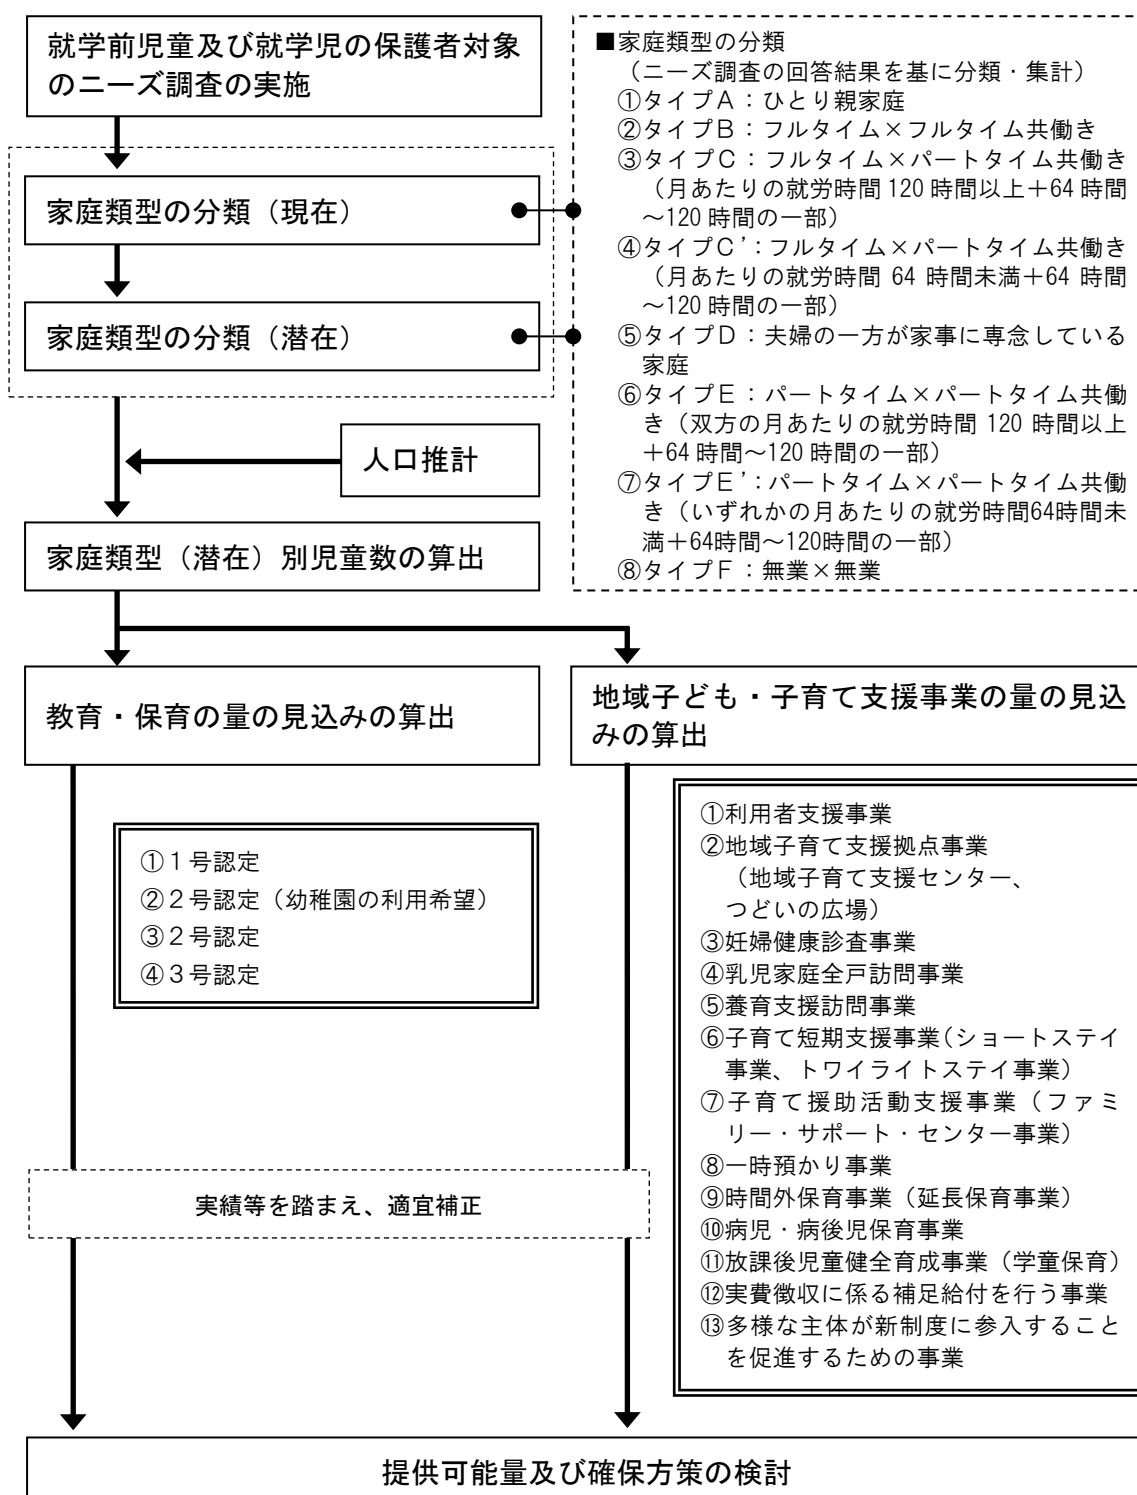 就学前児童及び就学児の保護者対象
のニーズ調査の実施
家庭類型の分類（現在）
家庭類型の分類（潜在）
人口推計
家庭類型（潜在）別児童数の算出
■家庭類型の分類
（ニーズ調査の回答結果を基に分類・集計）
①タイプＡ：ひとり親家庭
②タイプＢ：フルタイム×フルタイム共働き
③タイプＣ：フルタイム×パートタイム共働き
（月あたりの就労時間 120 時間以上＋64 時間
～120 時間の一部）
④タイプＣ’：フルタイム×パートタイム共働き
（月あたりの就労時間 64 時間未満＋64 時間
～120 時間の一部）
⑤タイプＤ：夫婦の一方が家事に専念している
家庭
⑥タイプＥ：パートタイム×パートタイム共働
き（双方の月あたりの就労時間 120 時間以上
＋64 時間～120 時間の一部）
⑦タイプＥ’：パートタイム×パートタイム共働
き（いずれかの月あたりの就労時間64時間未
満＋64時間～120時間の一部）
⑧タイプＦ：無業×無業
教育・保育の量の見込みの算出
①１号認定
②２号認定（幼稚園の利用希望）
③２号認定
④３号認定
地域子ども・子育て支援事業の量の見込
みの算出
①利用者支援事業
②地域子育て支援拠点事業
（地域子育て支援センター、
つどいの広場）
③妊婦健康診査事業
④乳児家庭全戸訪問事業
⑤養育支援訪問事業
⑥子育て短期支援事業（ショートステイ
事業、トワイライトステイ事業）
⑦子育て援助活動支援事業（ファミ
リー・サポート・センター事業）
⑧一時預かり事業
⑨時間外保育事業（延長保育事業）
⑩病児・病後児保育事業
⑪放課後児童健全育成事業（学童保育）
⑫実費徴収に係る補足給付を行う事業
⑬多様な主体が新制度に参入すること
を促進するための事業
実績等を踏まえ、適宜補正
提供可能量及び確保方策の検討